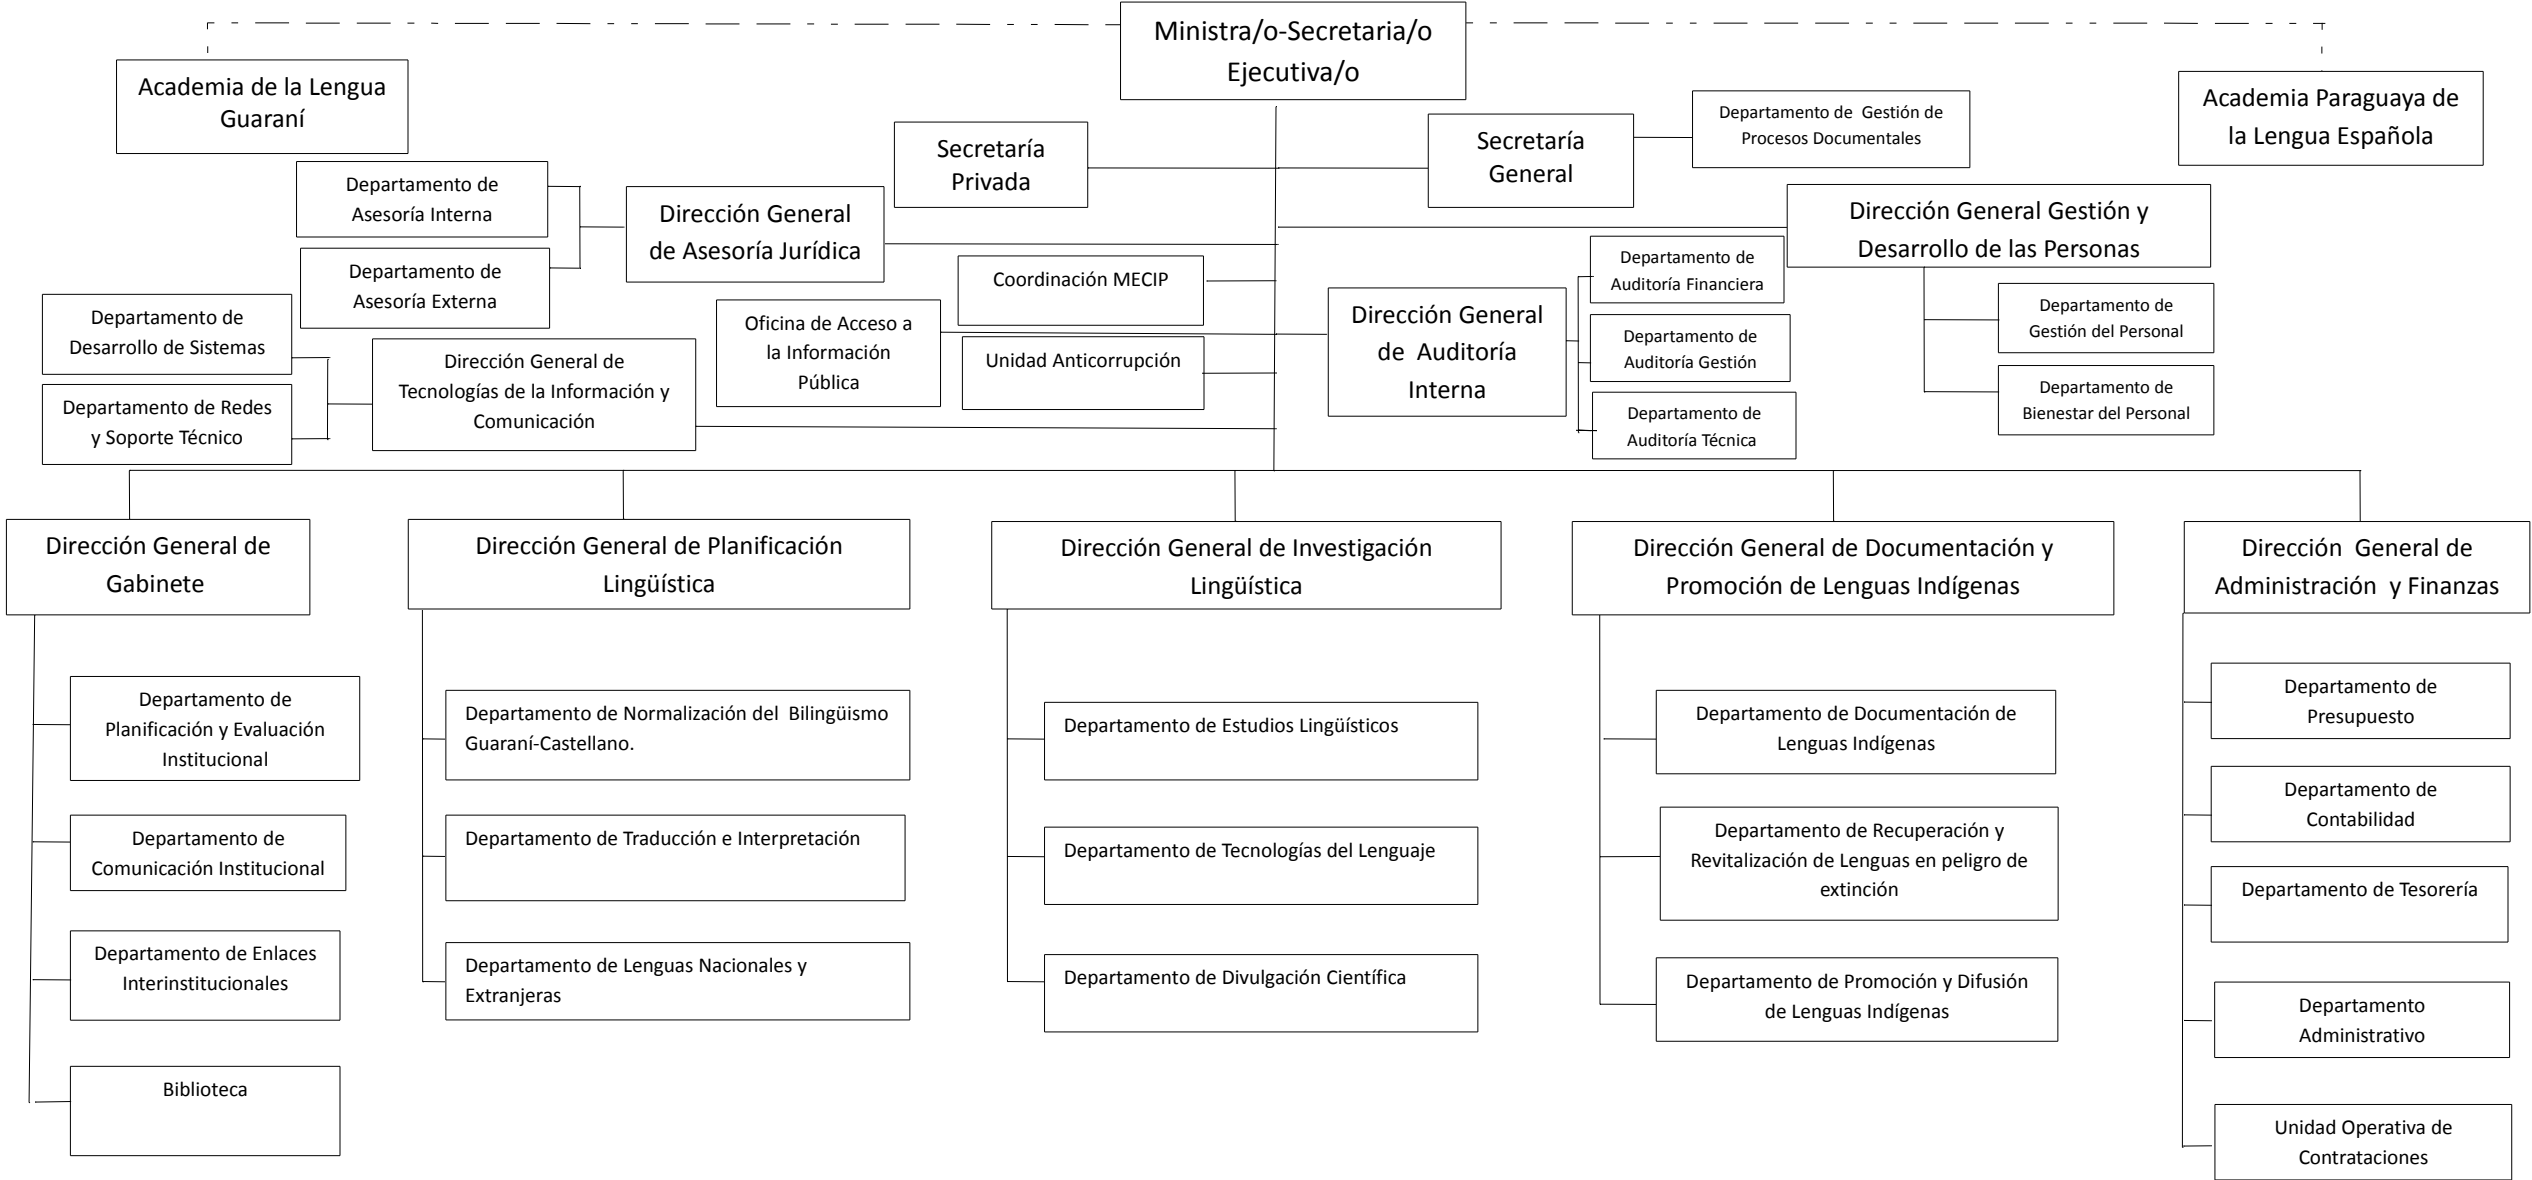 Ministra/o-Secretaria/o
Ejecutiva/o
Academia de la Lengua
Guaraní
Academia Paraguaya de
la Lengua Española
Secretaría
Privada
Secretaría
General
Departamento de Gestión de
Procesos Documentales
Departamento de
Asesoría Interna
Dirección General
de Asesoría Jurídica
Departamento de
Asesoría Externa
Dirección General Gestión y
Desarrollo de las Personas
Coordinación MECIP
Departamento de
Auditoría Financiera
Departamento de
Desarrollo de Sistemas
Oficina de Acceso a
la Información
Pública
Unidad Anticorrupción
Dirección General
de Auditoría
Interna
Departamento de
Auditoría Gestión
Departamento de
Gestión del Personal
Dirección General de
Tecnologías de la Información y
Comunicación
Departamento de Redes
y Soporte Técnico
Departamento de
Auditoría Técnica
Departamento de
Bienestar del Personal
Dirección General de
Gabinete
Dirección General de Planificación
Lingüística
Dirección General de Investigación
Lingüística
Dirección General de Documentación y
Promoción de Lenguas Indígenas
Dirección General de
Administración y Finanzas
Departamento de
Planificación y Evaluación
Institucional
Departamento de
Comunicación Institucional
Departamento de Enlaces
Interinstitucionales
Biblioteca
Departamento de Normalización del Bilingüismo
Guaraní-Castellano.
Departamento de Traducción e Interpretación
Departamento de Lenguas Nacionales y
Extranjeras
Departamento de Estudios Lingüísticos
Departamento de Tecnologías del Lenguaje
Departamento de Divulgación Científica
Departamento de Documentación de
Lenguas Indígenas
Departamento de Recuperación y
Revitalización de Lenguas en peligro de
extinción
Departamento de Promoción y Difusión
de Lenguas Indígenas
Departamento de
Presupuesto
Departamento de
Contabilidad
Departamento de Tesorería
Departamento
Administrativo
Unidad Operativa de
Contrataciones